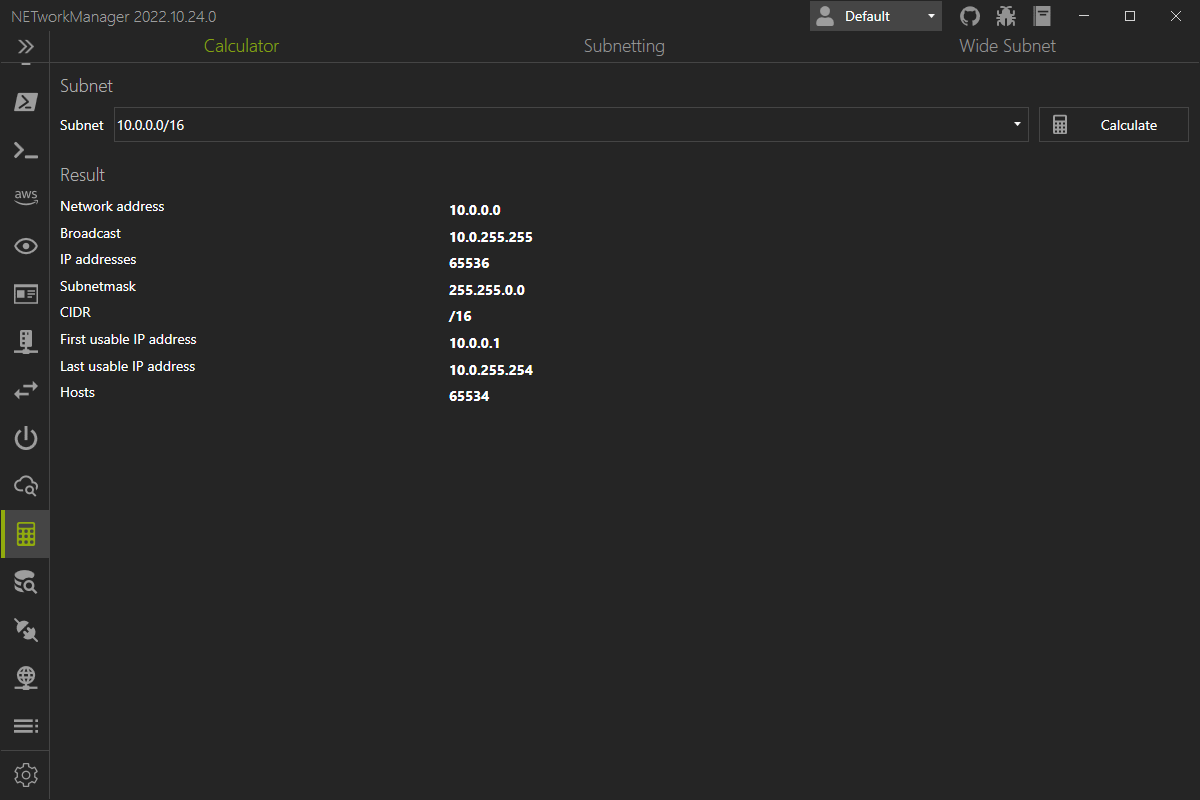 NETworkManager 2022.10.24.0
Default
Calculator Subnetting Wide Subnet
Subnet
Subnet 10.0.0.0/16 Calculate
Result
Network address 10.0.0.0
Broadcast 10.0.255.255
IP addresses 65536
Subnetmask 255.255.0.0
CIDR /16
First usable IP address 10.0.0.1
Last usable IP address 10.0.255.254
Hosts 65534
aws